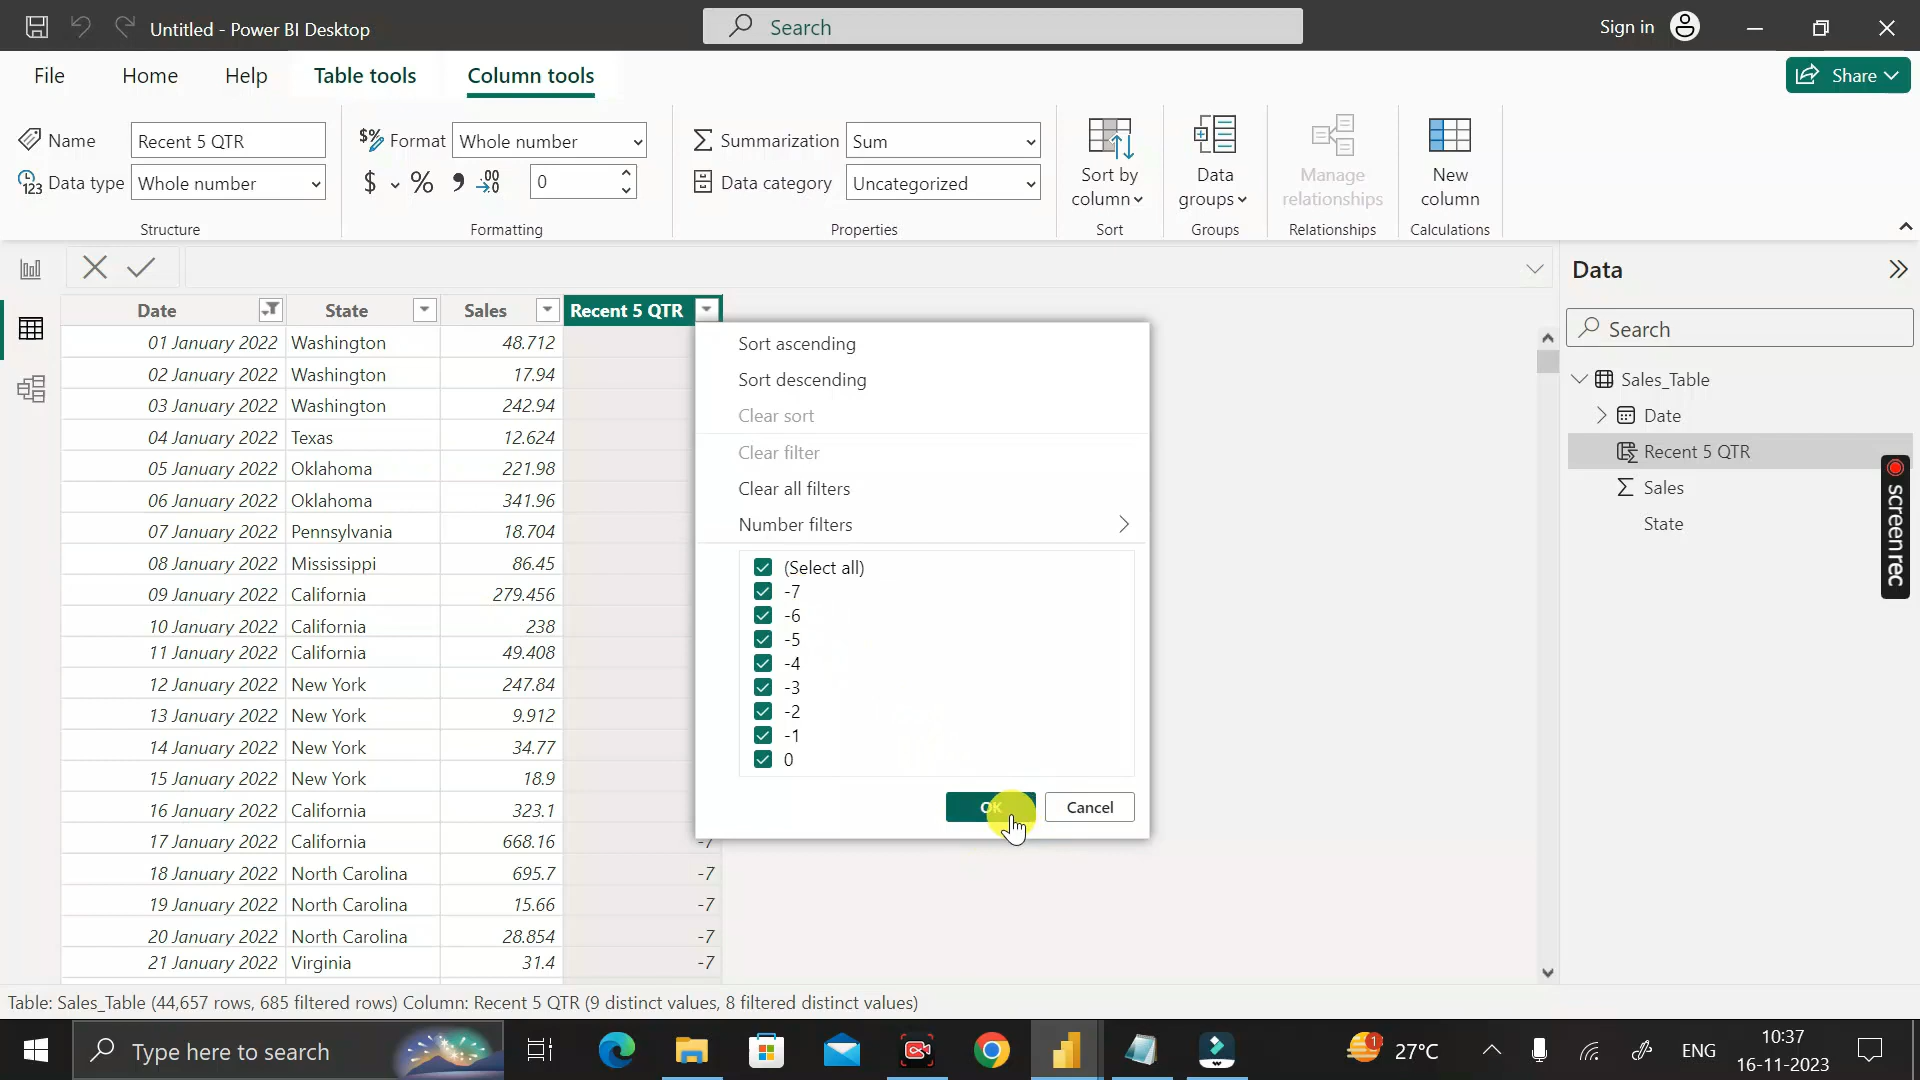 Untitled - Power BI Desktop
Search
Sign in
File
Home
Help
Table tools
Column tools
Share
Name
Recent 5 QTR
$% Format
Whole number
Summarization
Sum
Data type
Whole number
$
%
0
Data category
Uncategorized
Sort by
column
Data
groups
Manage
relationships
New
column
Structure
Formatting
Properties
Sort
Groups
Relationships
Calculations
Data
Search
Sales_Table
Date
Recent 5 QTR
Sales
State
screen rec
Date State Sales Recent 5 QTR
01 January 2022 Washington 48.712
02 January 2022 Washington 17.94
03 January 2022 Washington 242.94
04 January 2022 Texas 12.624
05 January 2022 Oklahoma 221.98
06 January 2022 Oklahoma 341.96
07 January 2022 Pennsylvania 18.704
08 January 2022 Mississippi 86.45
09 January 2022 California 279.456
10 January 2022 California 238
11 January 2022 California 49.408
12 January 2022 New York 247.84
13 January 2022 New York 9.912
14 January 2022 New York 34.77
15 January 2022 New York 18.9
16 January 2022 California 323.1
17 January 2022 California 668.16 -7
18 January 2022 North Carolina 695.7 -7
19 January 2022 North Carolina 15.66 -7
20 January 2022 North Carolina 28.854 -7
21 January 2022 Virginia 31.4 -7
Sort ascending
Sort descending
Clear sort
Clear filter
Clear all filters
Number filters
(Select all)
-7
-6
-5
-4
-3
-2
-1
0
OK
Cancel
Table: Sales_Table (44,657 rows, 685 filtered rows) Column: Recent 5 QTR (9 distinct values, 8 filtered distinct values)
Type here to search
1
27°C
ENG
10:37
16-11-2023